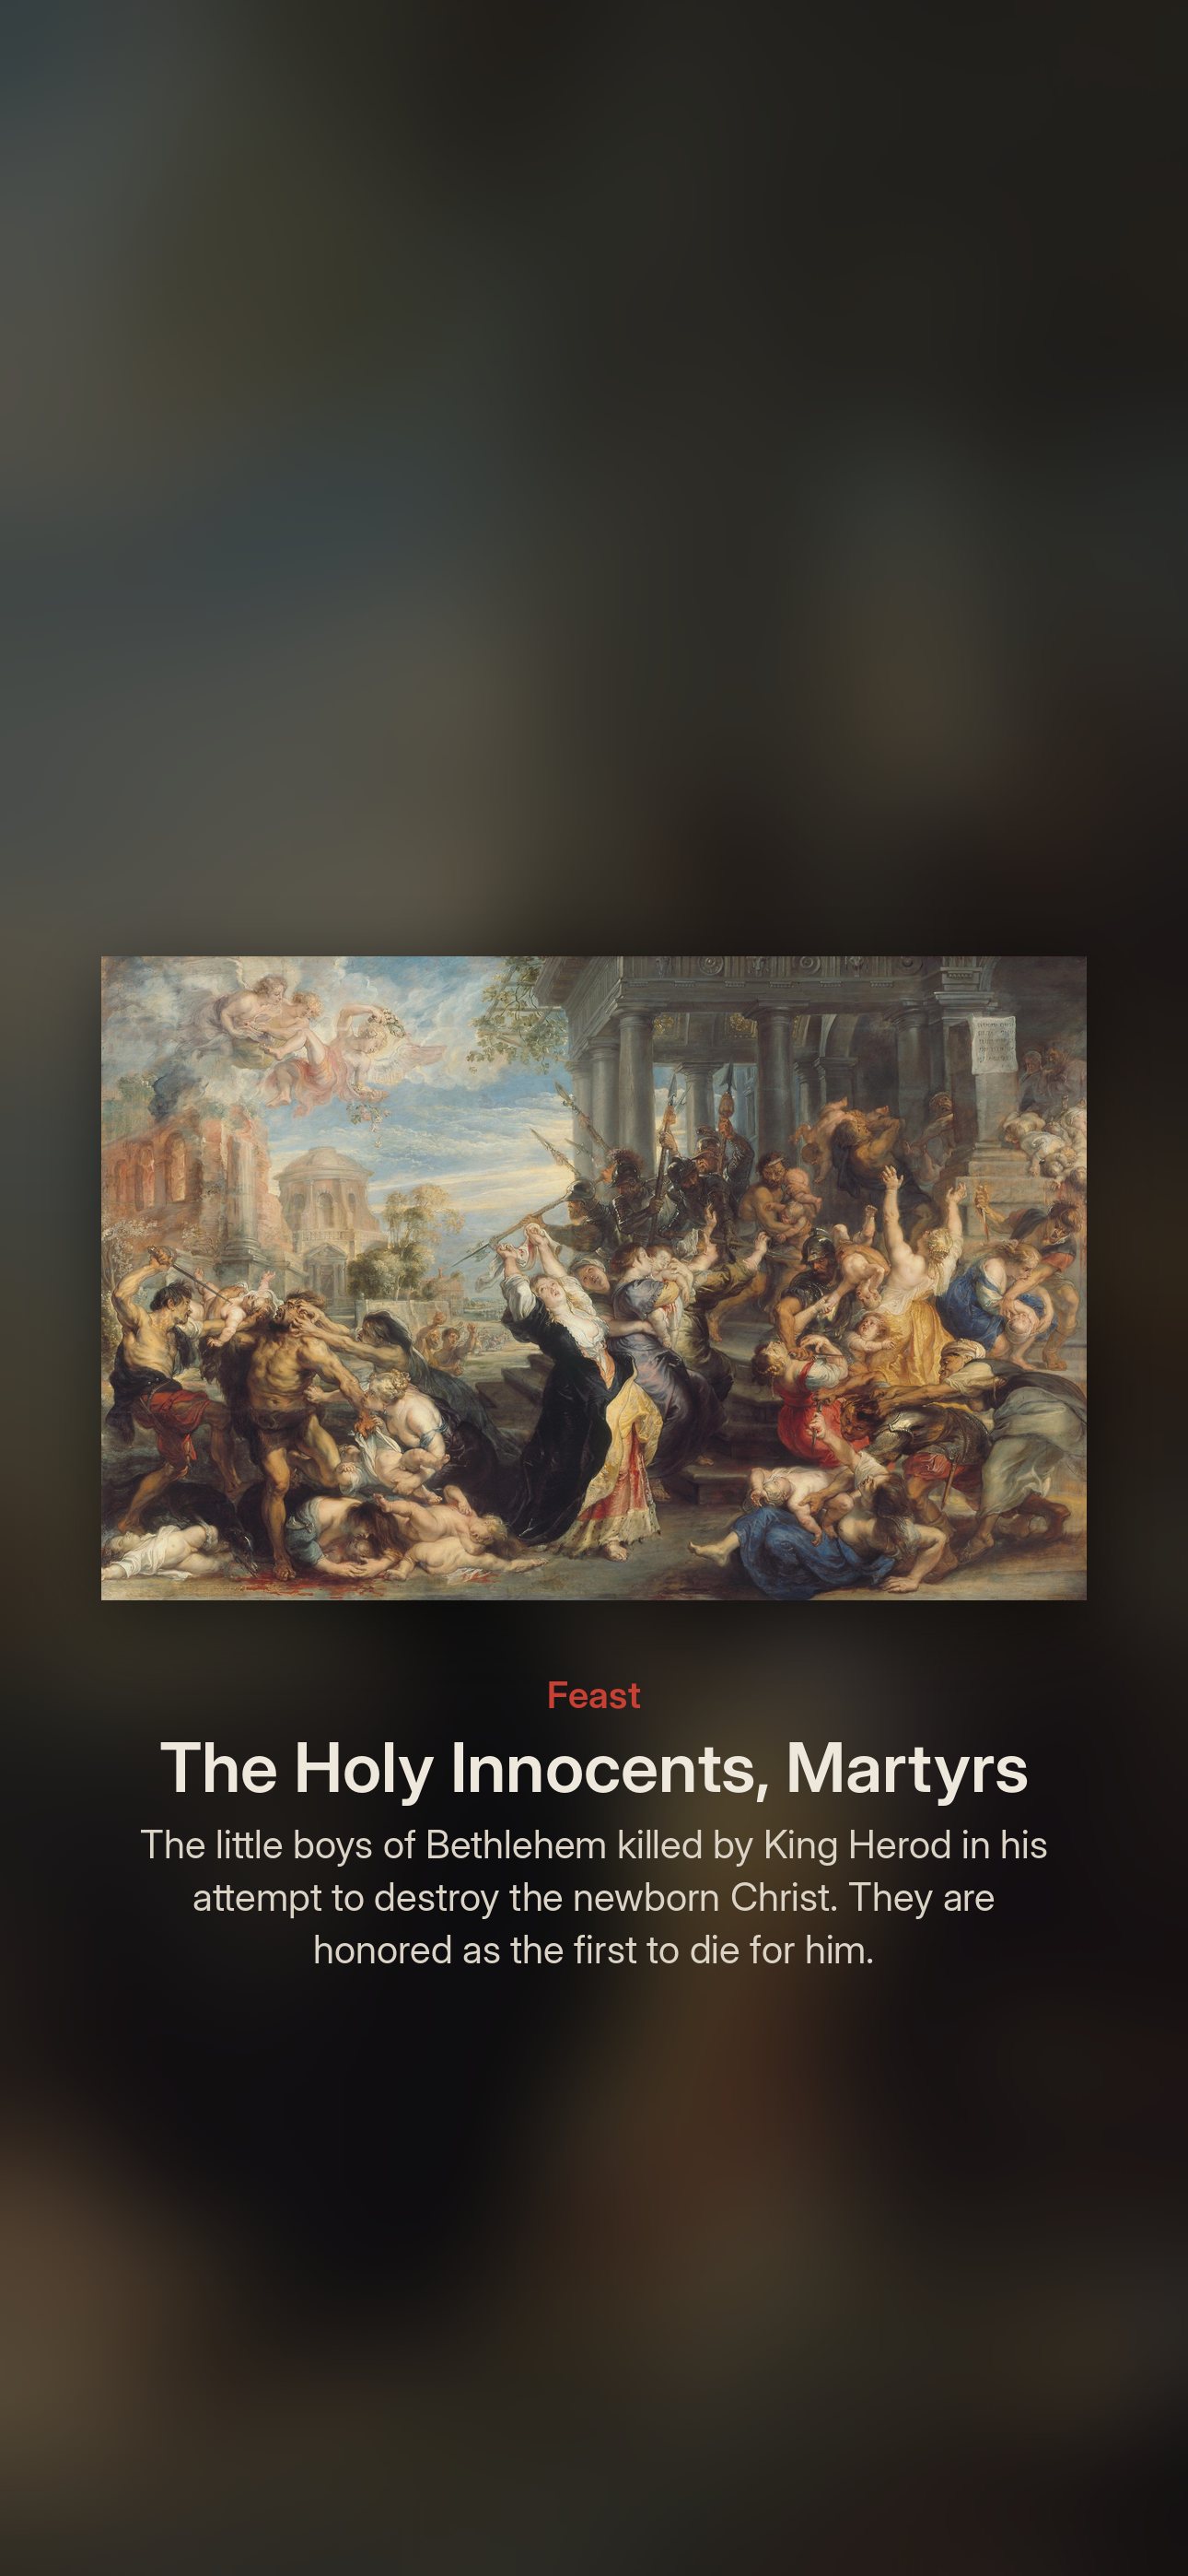 Feast
The Holy Innocents, Martyrs
The little boys of Bethlehem killed by King Herod in his
attempt to destroy the newborn Christ. They are
honored as the first to die for him.